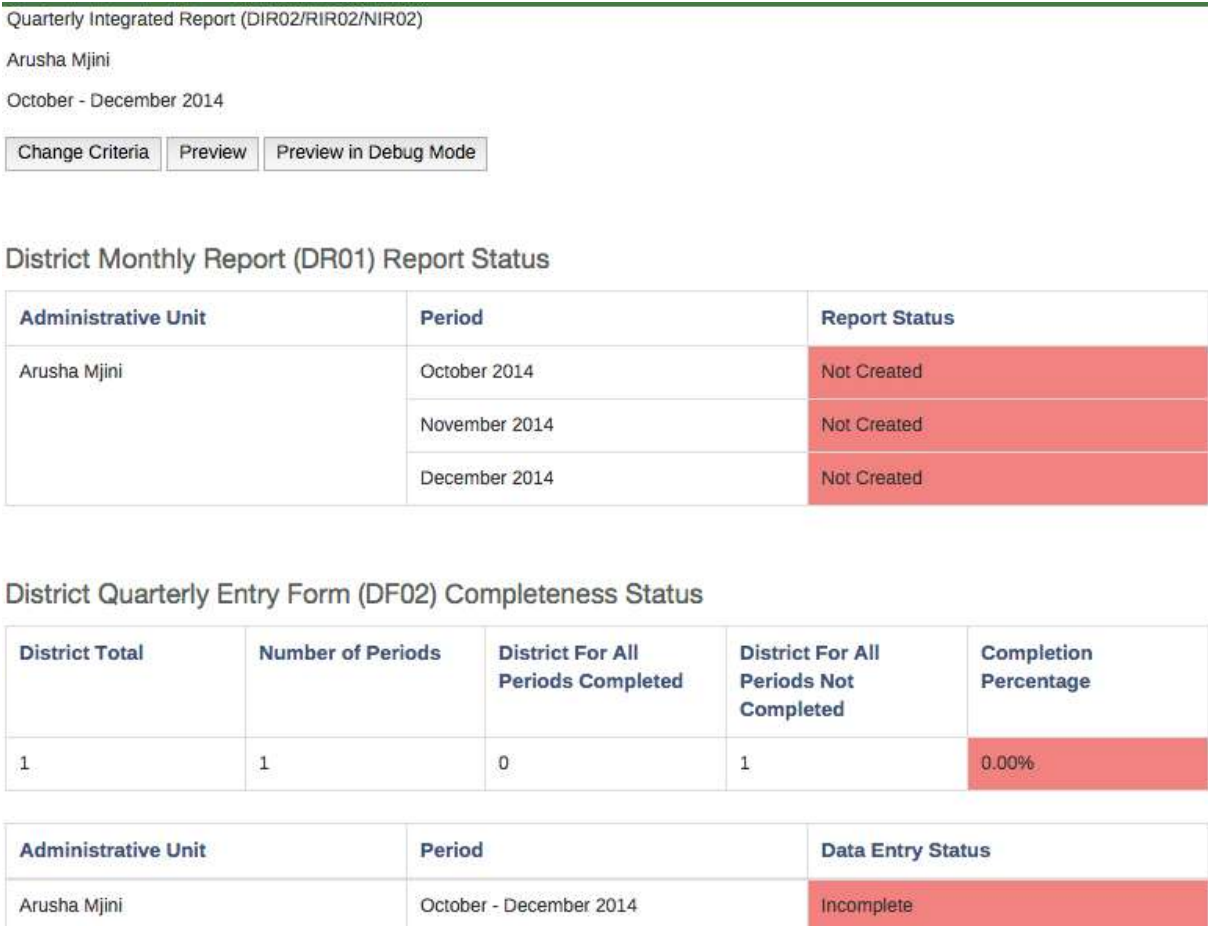 Quarterly Integrated Report (DIR02/RIR02/NIR02)
Arusha Mjini
October - December 2014
Change Criteria Preview Preview in Debug Mode
District Monthly Report (DR01) Report Status
Administrative Unit Period Report Status
Arusha Mjini October 2014 Not Created
November 2014 Not Created
December 2014 Not Created
District Quarterly Entry Form (DF02) Completeness Status
District Total Number of Periods District For All District For All Completion
Periods Completed Periods Not Percentage
Completed
1 1 0 1 0.00%
Administrative Unit Period Data Entry Status
Arusha Mjini October - December 2014 Incomplete